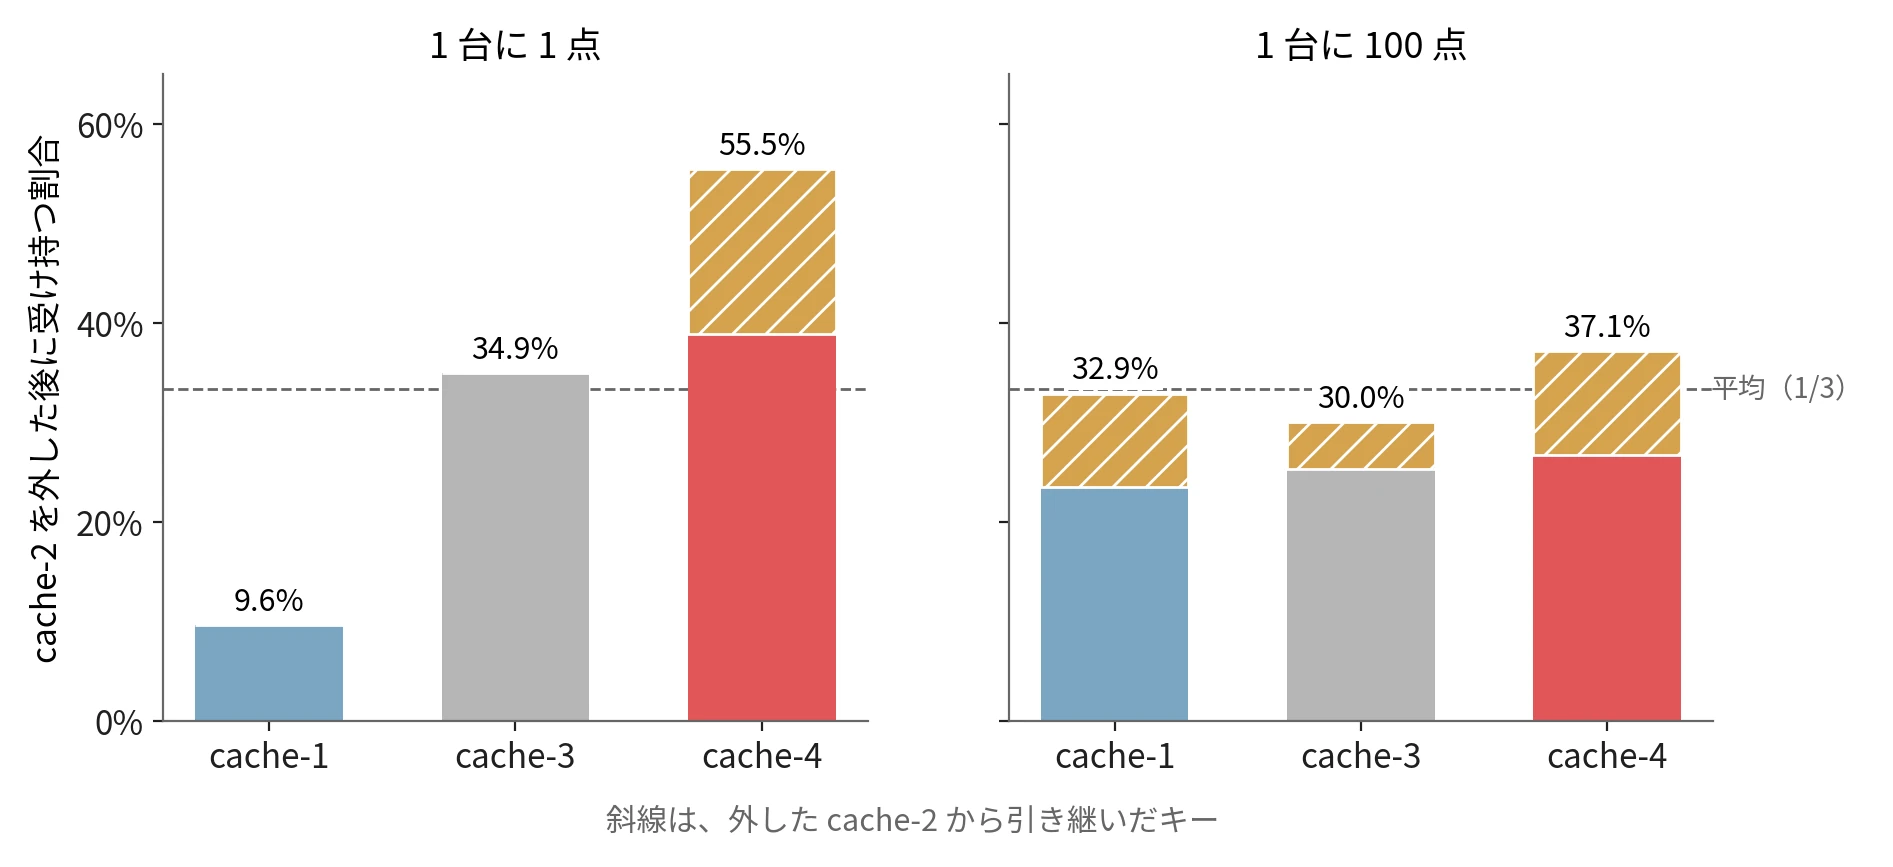 1 台に 1 点
1 台に 100 点
cache-2 を外した後に受け持つ割合
60%
40%
20%
0%
9.6%
34.9%
55.5%
32.9%
30.0%
37.1%
平均（1/3）
cache-1
cache-3
cache-4
cache-1
cache-3
cache-4
斜線は、外した cache-2 から引き継いだキー